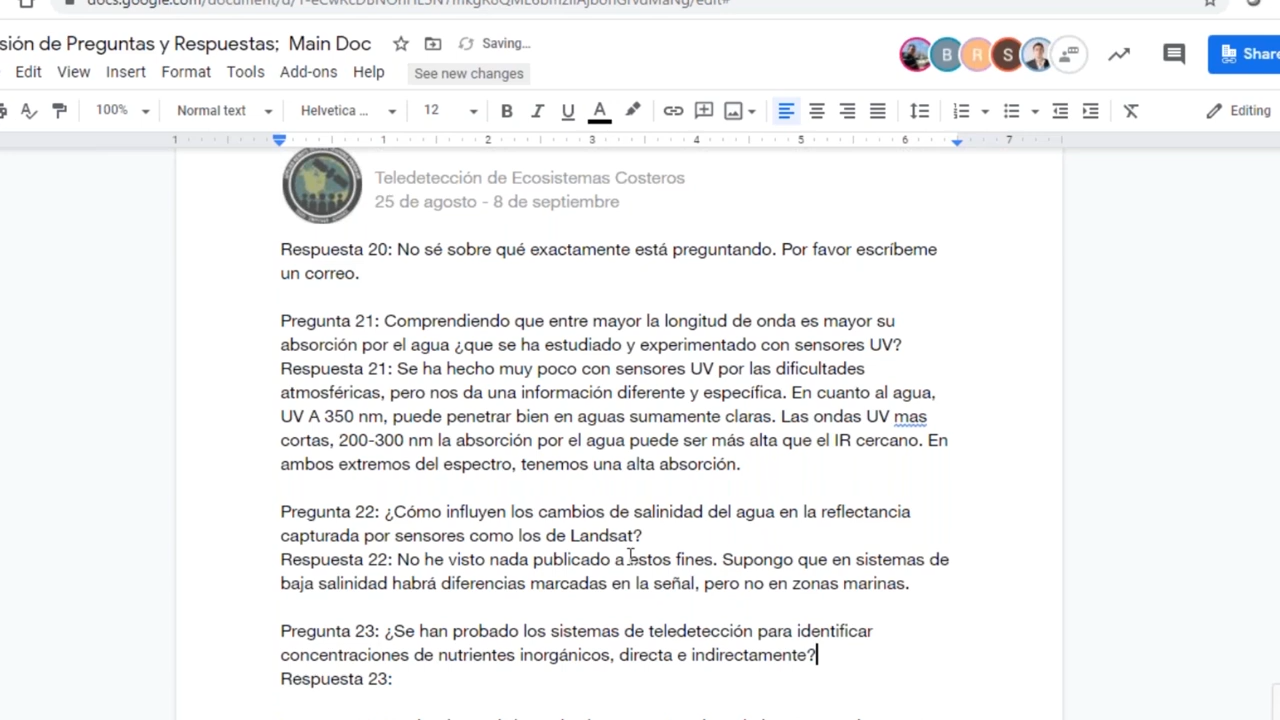 sión de Preguntas y Respuestas; Main Doc
Saving...
Edit View Insert Format Tools Add-ons Help See new changes
B R S
Share
100% Normal text Helvetica ... 12 B I U A Editing
1 1 2 3 4 5 6 7
Teledetección de Ecosistemas Costeros
25 de agosto - 8 de septiembre
Respuesta 20: No sé sobre qué exactamente está preguntando. Por favor escríbeme
un correo.
Pregunta 21: Comprendiendo que entre mayor la longitud de onda es mayor su
absorción por el agua ¿que se ha estudiado y experimentado con sensores UV?
Respuesta 21: Se ha hecho muy poco con sensores UV por las dificultades
atmosféricas, pero nos da una información diferente y específica. En cuanto al agua,
UV A 350 nm, puede penetrar bien en aguas sumamente claras. Las ondas UV mas
cortas, 200-300 nm la absorción por el agua puede ser más alta que el IR cercano. En
ambos extremos del espectro, tenemos una alta absorción.
Pregunta 22: ¿Cómo influyen los cambios de salinidad del agua en la reflectancia
capturada por sensores como los de Landsat?
Respuesta 22: No he visto nada publicado a estos fines. Supongo que en sistemas de
baja salinidad habrá diferencias marcadas en la señal, pero no en zonas marinas.
Pregunta 23: ¿Se han probado los sistemas de teledetección para identificar
concentraciones de nutrientes inorgánicos, directa e indirectamente?
Respuesta 23: